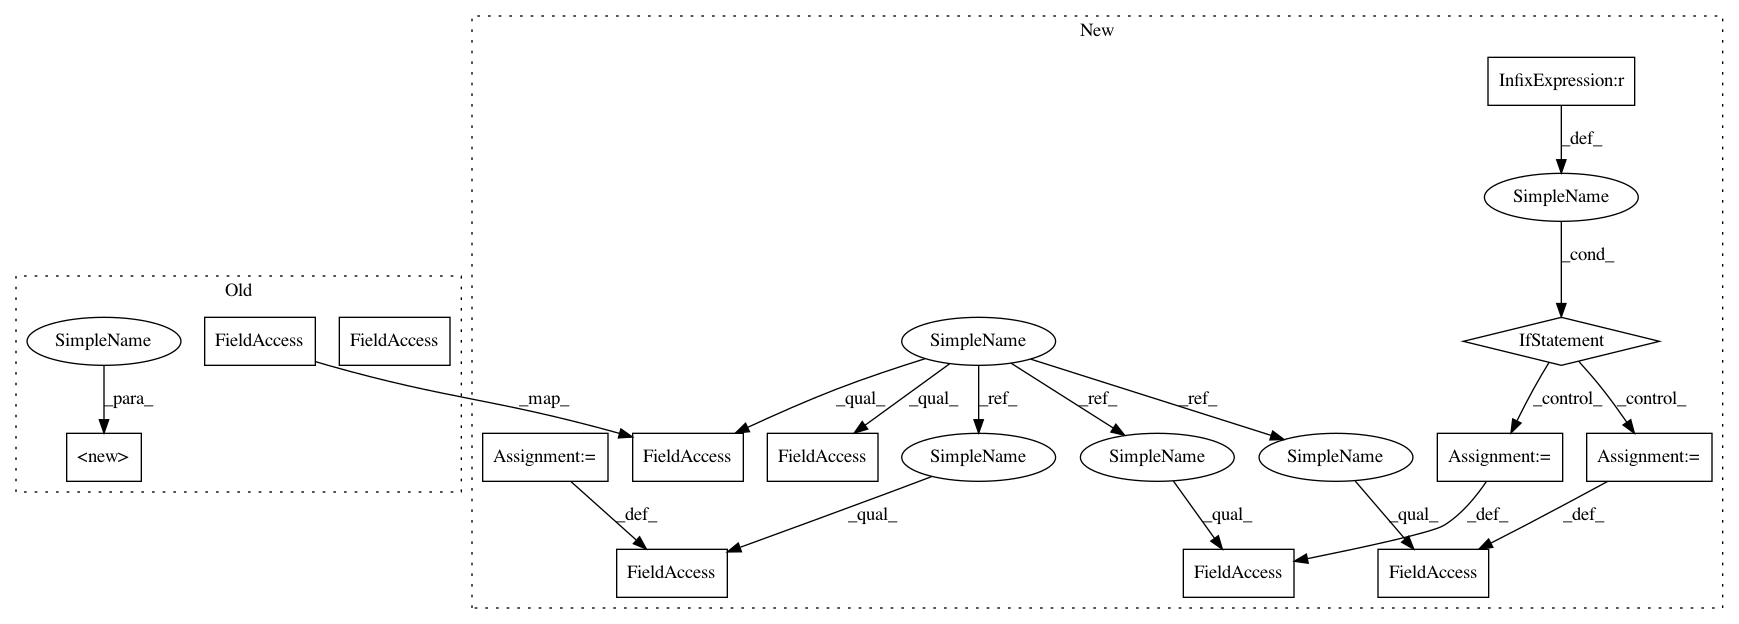 New
InfixExpression:r
_def_
SimpleName
_cond_
Old
SimpleName
FieldAccess
FieldAccess
SimpleName
IfStatement
_para_
_map_
_qual_
_qual_
_ref_
_ref_
_ref_
_control_
_control_
<new>
Assignment:=
FieldAccess
FieldAccess
SimpleName
SimpleName
SimpleName
Assignment:=
Assignment:=
_def_
_qual_
_qual_
_qual_
_def_
_def_
FieldAccess
FieldAccess
FieldAccess